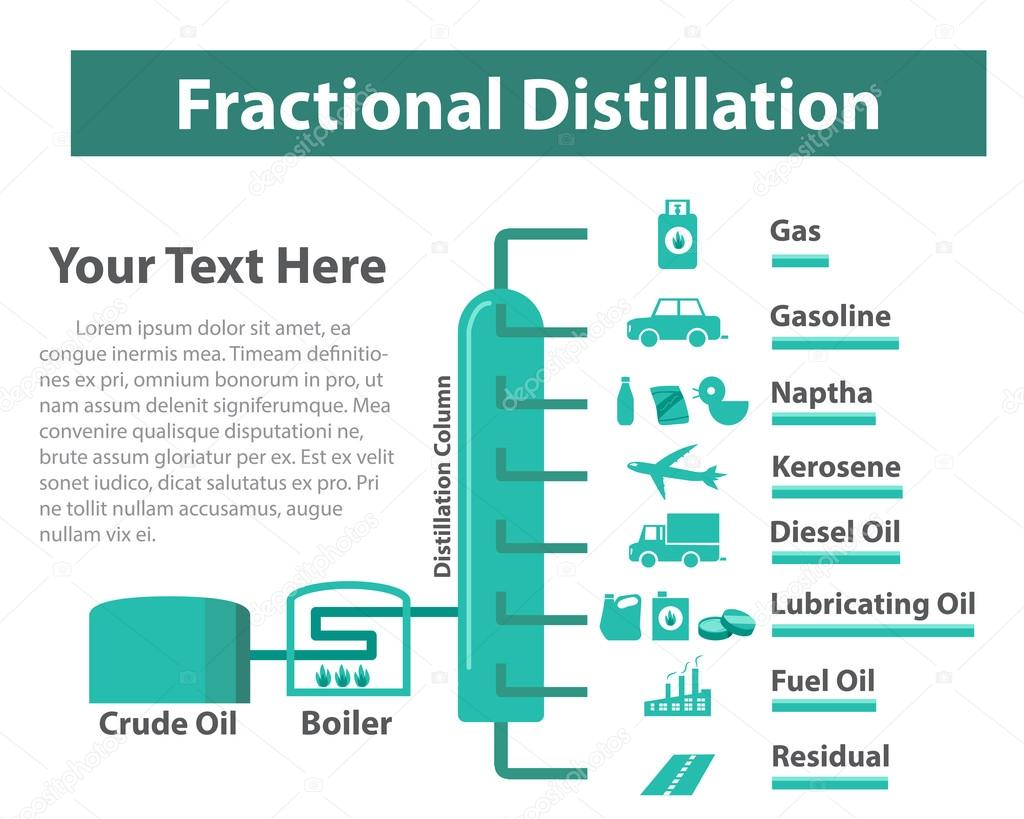 Fractional Distillation
Your Text Here
Lorem ipsum dolor sit amet, ea
congue inermis mea. Timeam definitio-
nes ex pri, omnium bonorum in pro, ut
nam assum delenit signiferumque. Mea
convenire qualisque disputationi ne,
brute assum gloriatur per ex. Est ex velit
sonet iudico, dicat salutatus ex pro. Pri
ne tollit nullam accusamus, augue
nullam vix ei.
Crude Oil
Boiler
Distillation Column
Gas
Gasoline
Naptha
Kerosene
Diesel Oil
Lubricating Oil
Fuel Oil
Residual
depositphotos